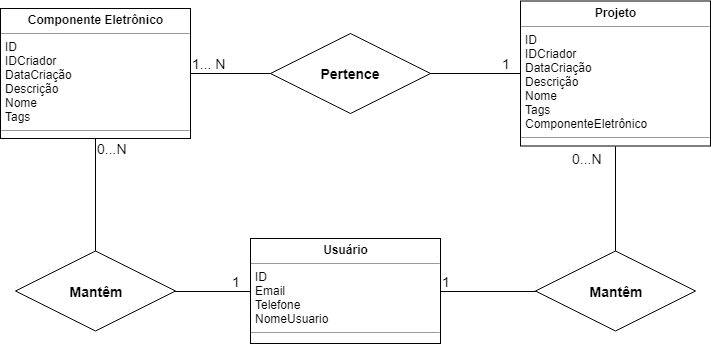 Componente Eletrônico
ID
IDCriador
DataCriação
Descrição
Nome
Tags
1... N
Pertence
1
Projeto
ID
IDCriador
DataCriação
Descrição
Nome
Tags
ComponenteEletrônico
0...N
0...N
Mantêm
1
Usuário
ID
Email
Telefone
NomeUsuario
1
Mantêm